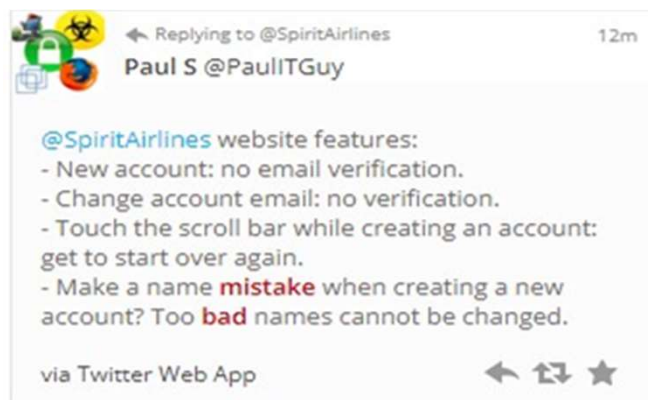 Replying to @SpiritAirlines 12m
Paul S @PaulITGuy
@SpiritAirlines website features:
- New account: no email verification.
- Change account email: no verification.
- Touch the scroll bar while creating an account:
get to start over again.
- Make a name mistake when creating a new
account? Too bad names cannot be changed.
via Twitter Web App